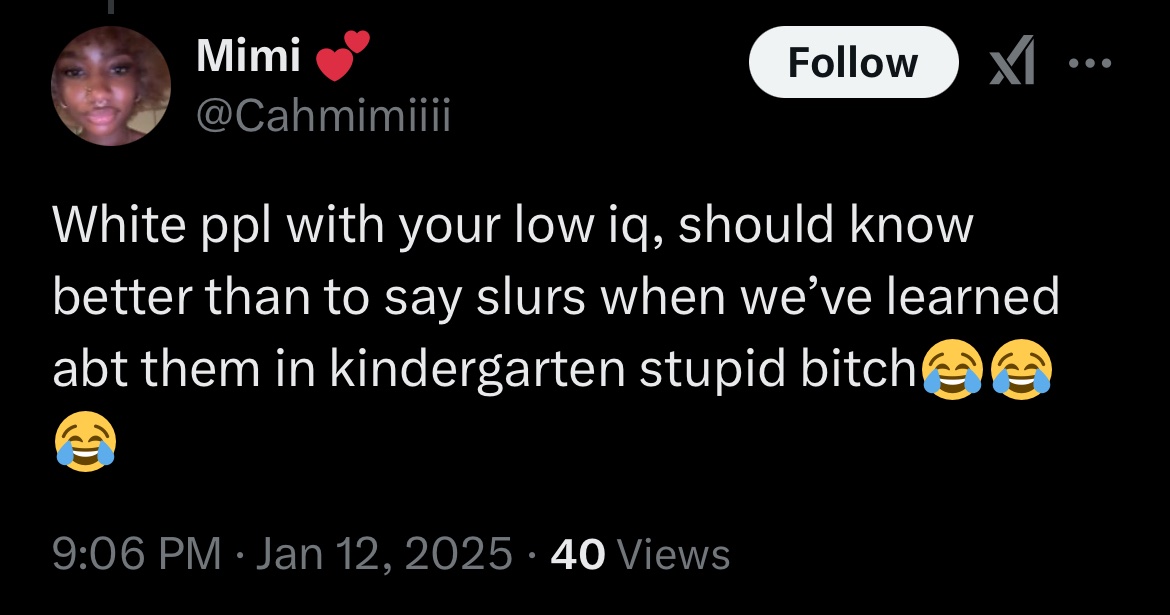 Mimi 💕
@Cahmimiiii
Follow
White ppl with your low iq, should know
better than to say slurs when we’ve learned
abt them in kindergarten stupid bitch😂😂
😂
9:06 PM · Jan 12, 2025 · 40 Views